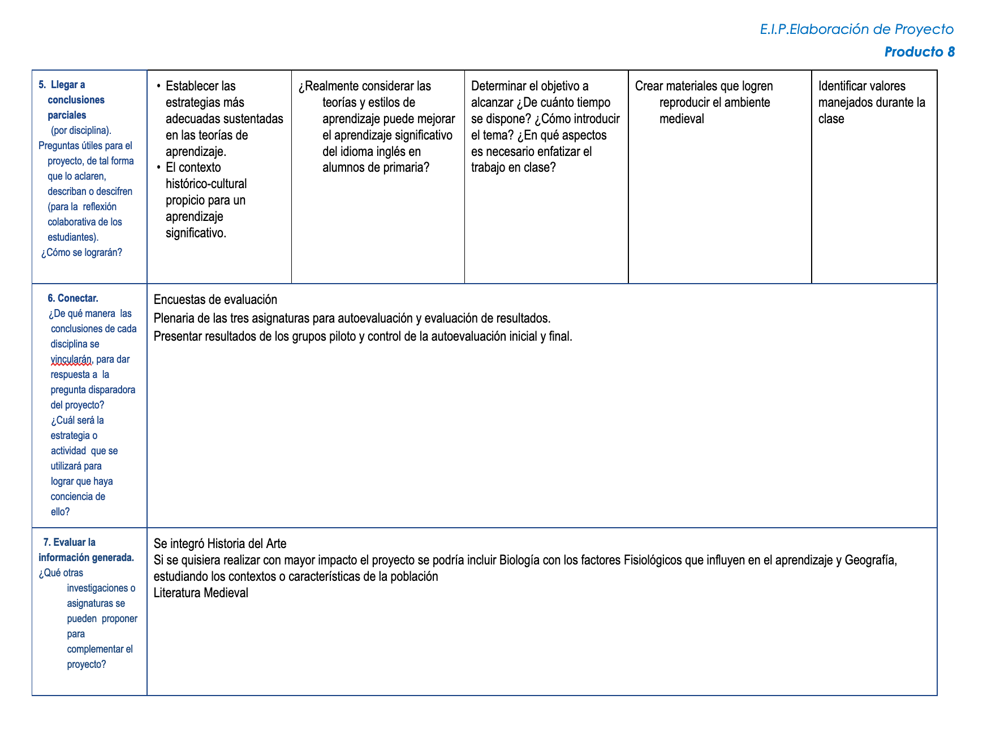 E.I.P.Elaboración de Proyecto
Producto 8
5. Llegar a
conclusiones
parciales
(por disciplina).
Preguntas útiles para el
proyecto, de tal forma
que lo aclaren,
describan o descifren
(para la reflexión
colaborativa de los
estudiantes).
¿Cómo se lograrán?
• Establecer las
estrategias más
adecuadas sustentadas
en las teorías de
aprendizaje.
• El contexto
histórico-cultural
propicio para un
aprendizaje
significativo.
¿Realmente considerar las
teorías y estilos de
aprendizaje puede mejorar
el aprendizaje significativo
del idioma inglés en
alumnos de primaria?
Determinar el objetivo a
alcanzar ¿De cuánto tiempo
se dispone? ¿Cómo introducir
el tema? ¿En qué aspectos
es necesario enfatizar el
trabajo en clase?
Crear materiales que logren
reproducir el ambiente
medieval
Identificar valores
manejados durante la
clase
6. Conectar.
¿De qué manera las
conclusiones de cada
disciplina se
vincularán, para dar
respuesta a la
pregunta disparadora
del proyecto?
¿Cuál será la
estrategia o
actividad que se
utilizará para
lograr que haya
conciencia de
ello?
Encuestas de evaluación
Plenaria de las tres asignaturas para autoevaluación y evaluación de resultados.
Presentar resultados de los grupos piloto y control de la autoevaluación inicial y final.
7. Evaluar la
información generada.
¿Qué otras
investigaciones o
asignaturas se
pueden proponer
para
complementar el
proyecto?
Se integró Historia del Arte
Si se quisiera realizar con mayor impacto el proyecto se podría incluir Biología con los factores Fisiológicos que influyen en el aprendizaje y Geografía,
estudiando los contextos o características de la población
Literatura Medieval